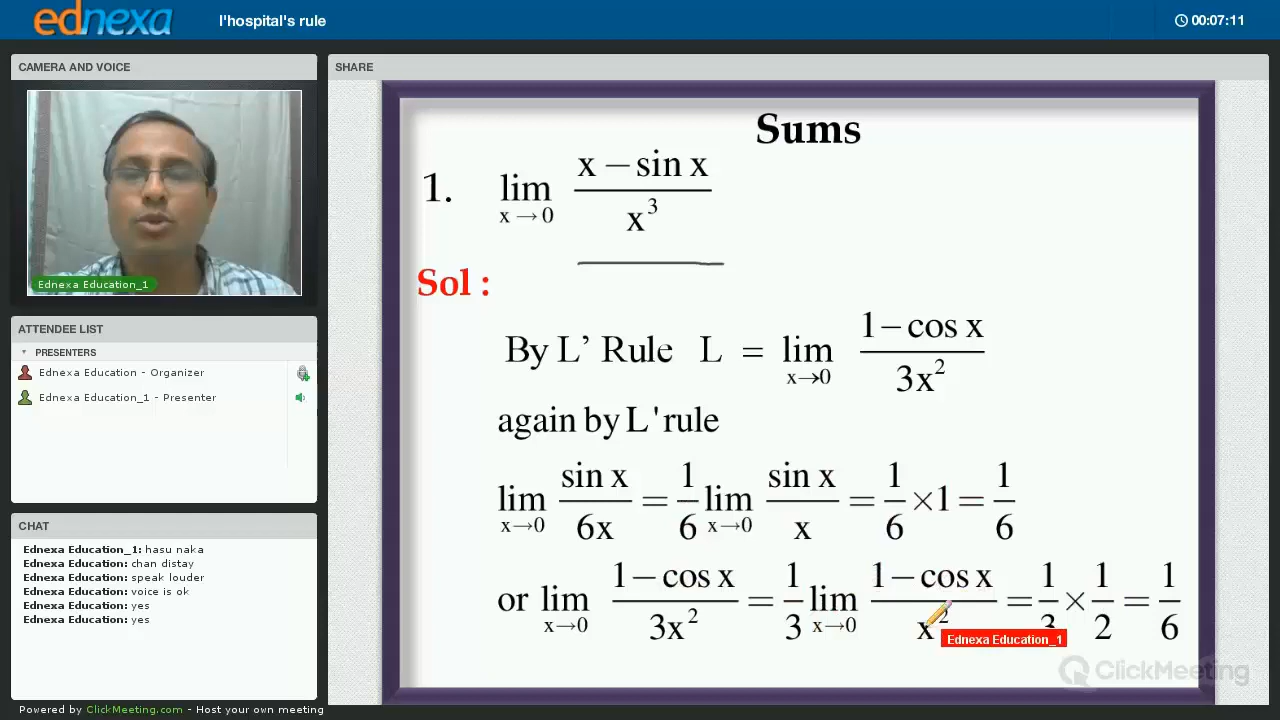 ednexa
l'hospital's rule
00:07:11
CAMERA AND VOICE
Ednexa Education_1
ATTENDEE LIST
PRESENTERS
Ednexa Education - Organizer
Ednexa Education_1 - Presenter
CHAT
Ednexa Education_1: hasu naka
Ednexa Education: chan distay
Ednexa Education: speak louder
Ednexa Education: voice is ok
Ednexa Education: yes
Ednexa Education: yes
Powered by ClickMeeting.com - Host your own meeting
SHARE
Sums
1. lim x→0 (x – sin x)/x³
Sol :
By L’ Rule L = lim x→0 (1 – cos x)/3x²
again by L'rule
lim x→0 sin x/6x = 1/6 lim x→0 sin x/x = 1/6 ×1 = 1/6
or lim x→0 (1 – cos x)/3x² = 1/3 lim x→0 (1 – cos x)/x² = 1/3 × 1/2 = 1/6
Ednexa Education_1
ClickMeeting